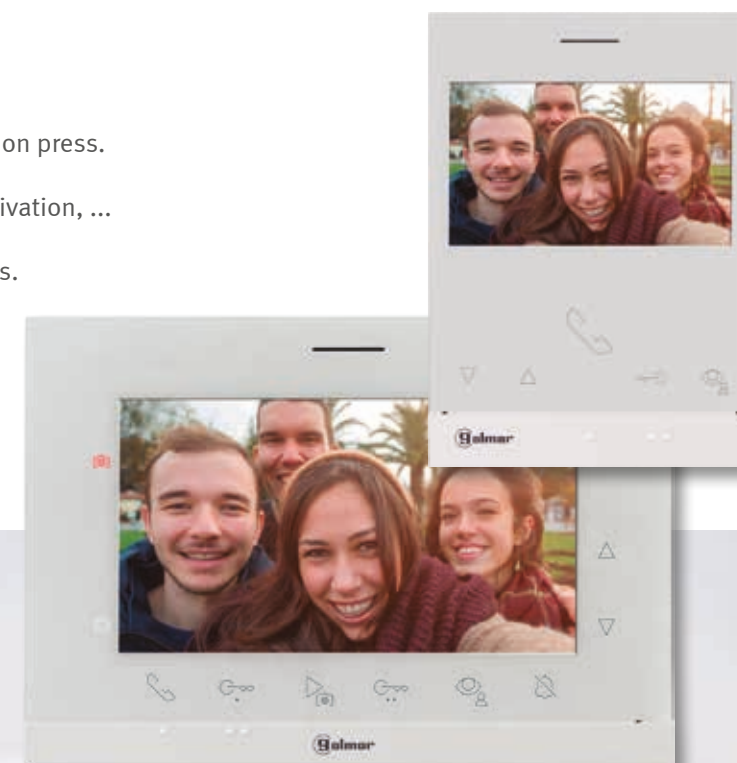 on press.
ivation, ...
s.
golmar
golmar